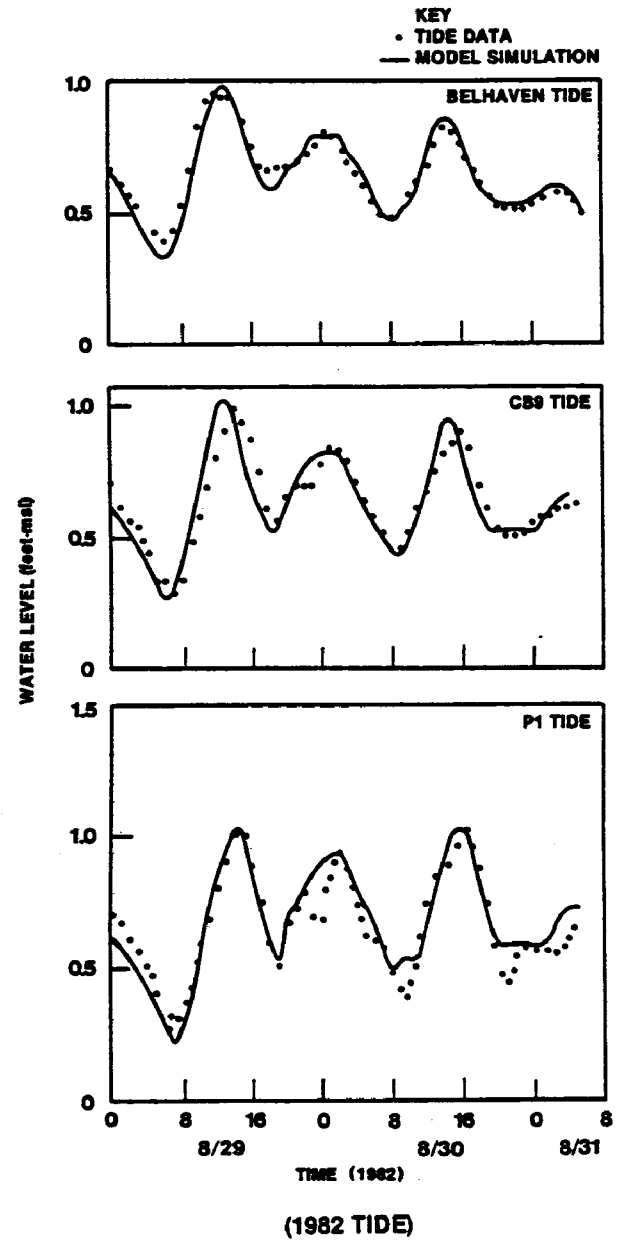 KEY
• TIDE DATA
— MODEL SIMULATION
BELHAVEN TIDE
1.0
0.5
0
CB9 TIDE
1.0
0.5
0
WATER LEVEL (feet-msl)
P1 TIDE
1.5
1.0
0.5
0
0 8 16 0 8 16 0 8
8/29 8/30 8/31
TIME (1982)
(1982 TIDE)